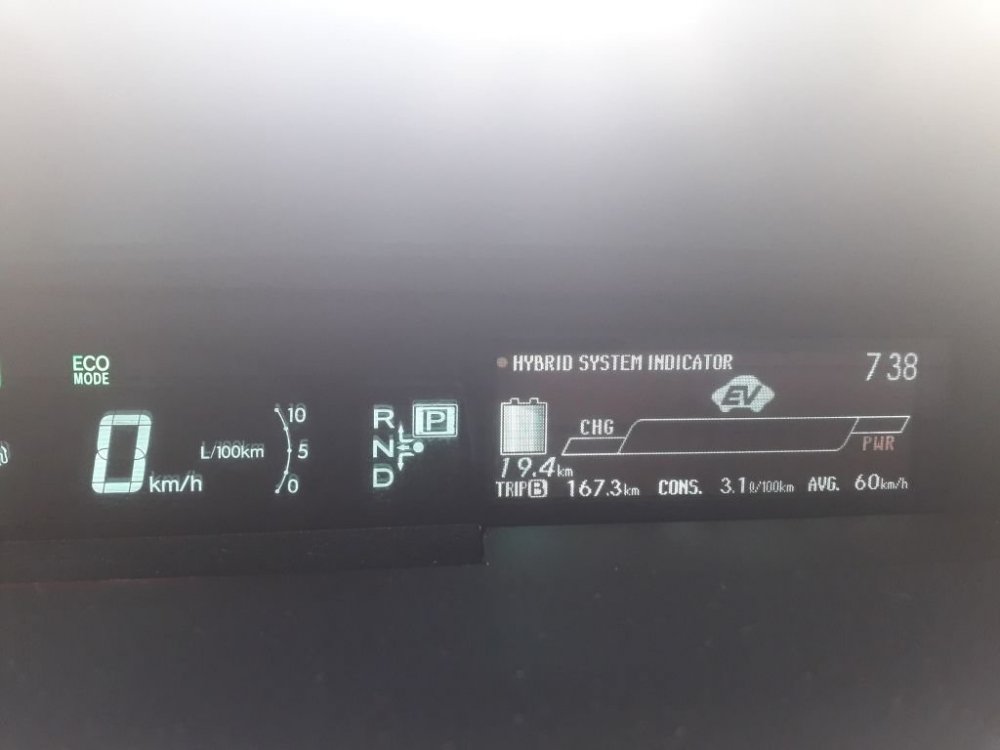 ECO
MODE
0 km/h
L/100km
10
5
0
R
N
D
P
HYBRID SYSTEM INDICATOR
7 38
EV
CHG
PWR
19.4km
TRIP B 167.3km CONS. 3.1ℓ/100km AVG. 60km/h